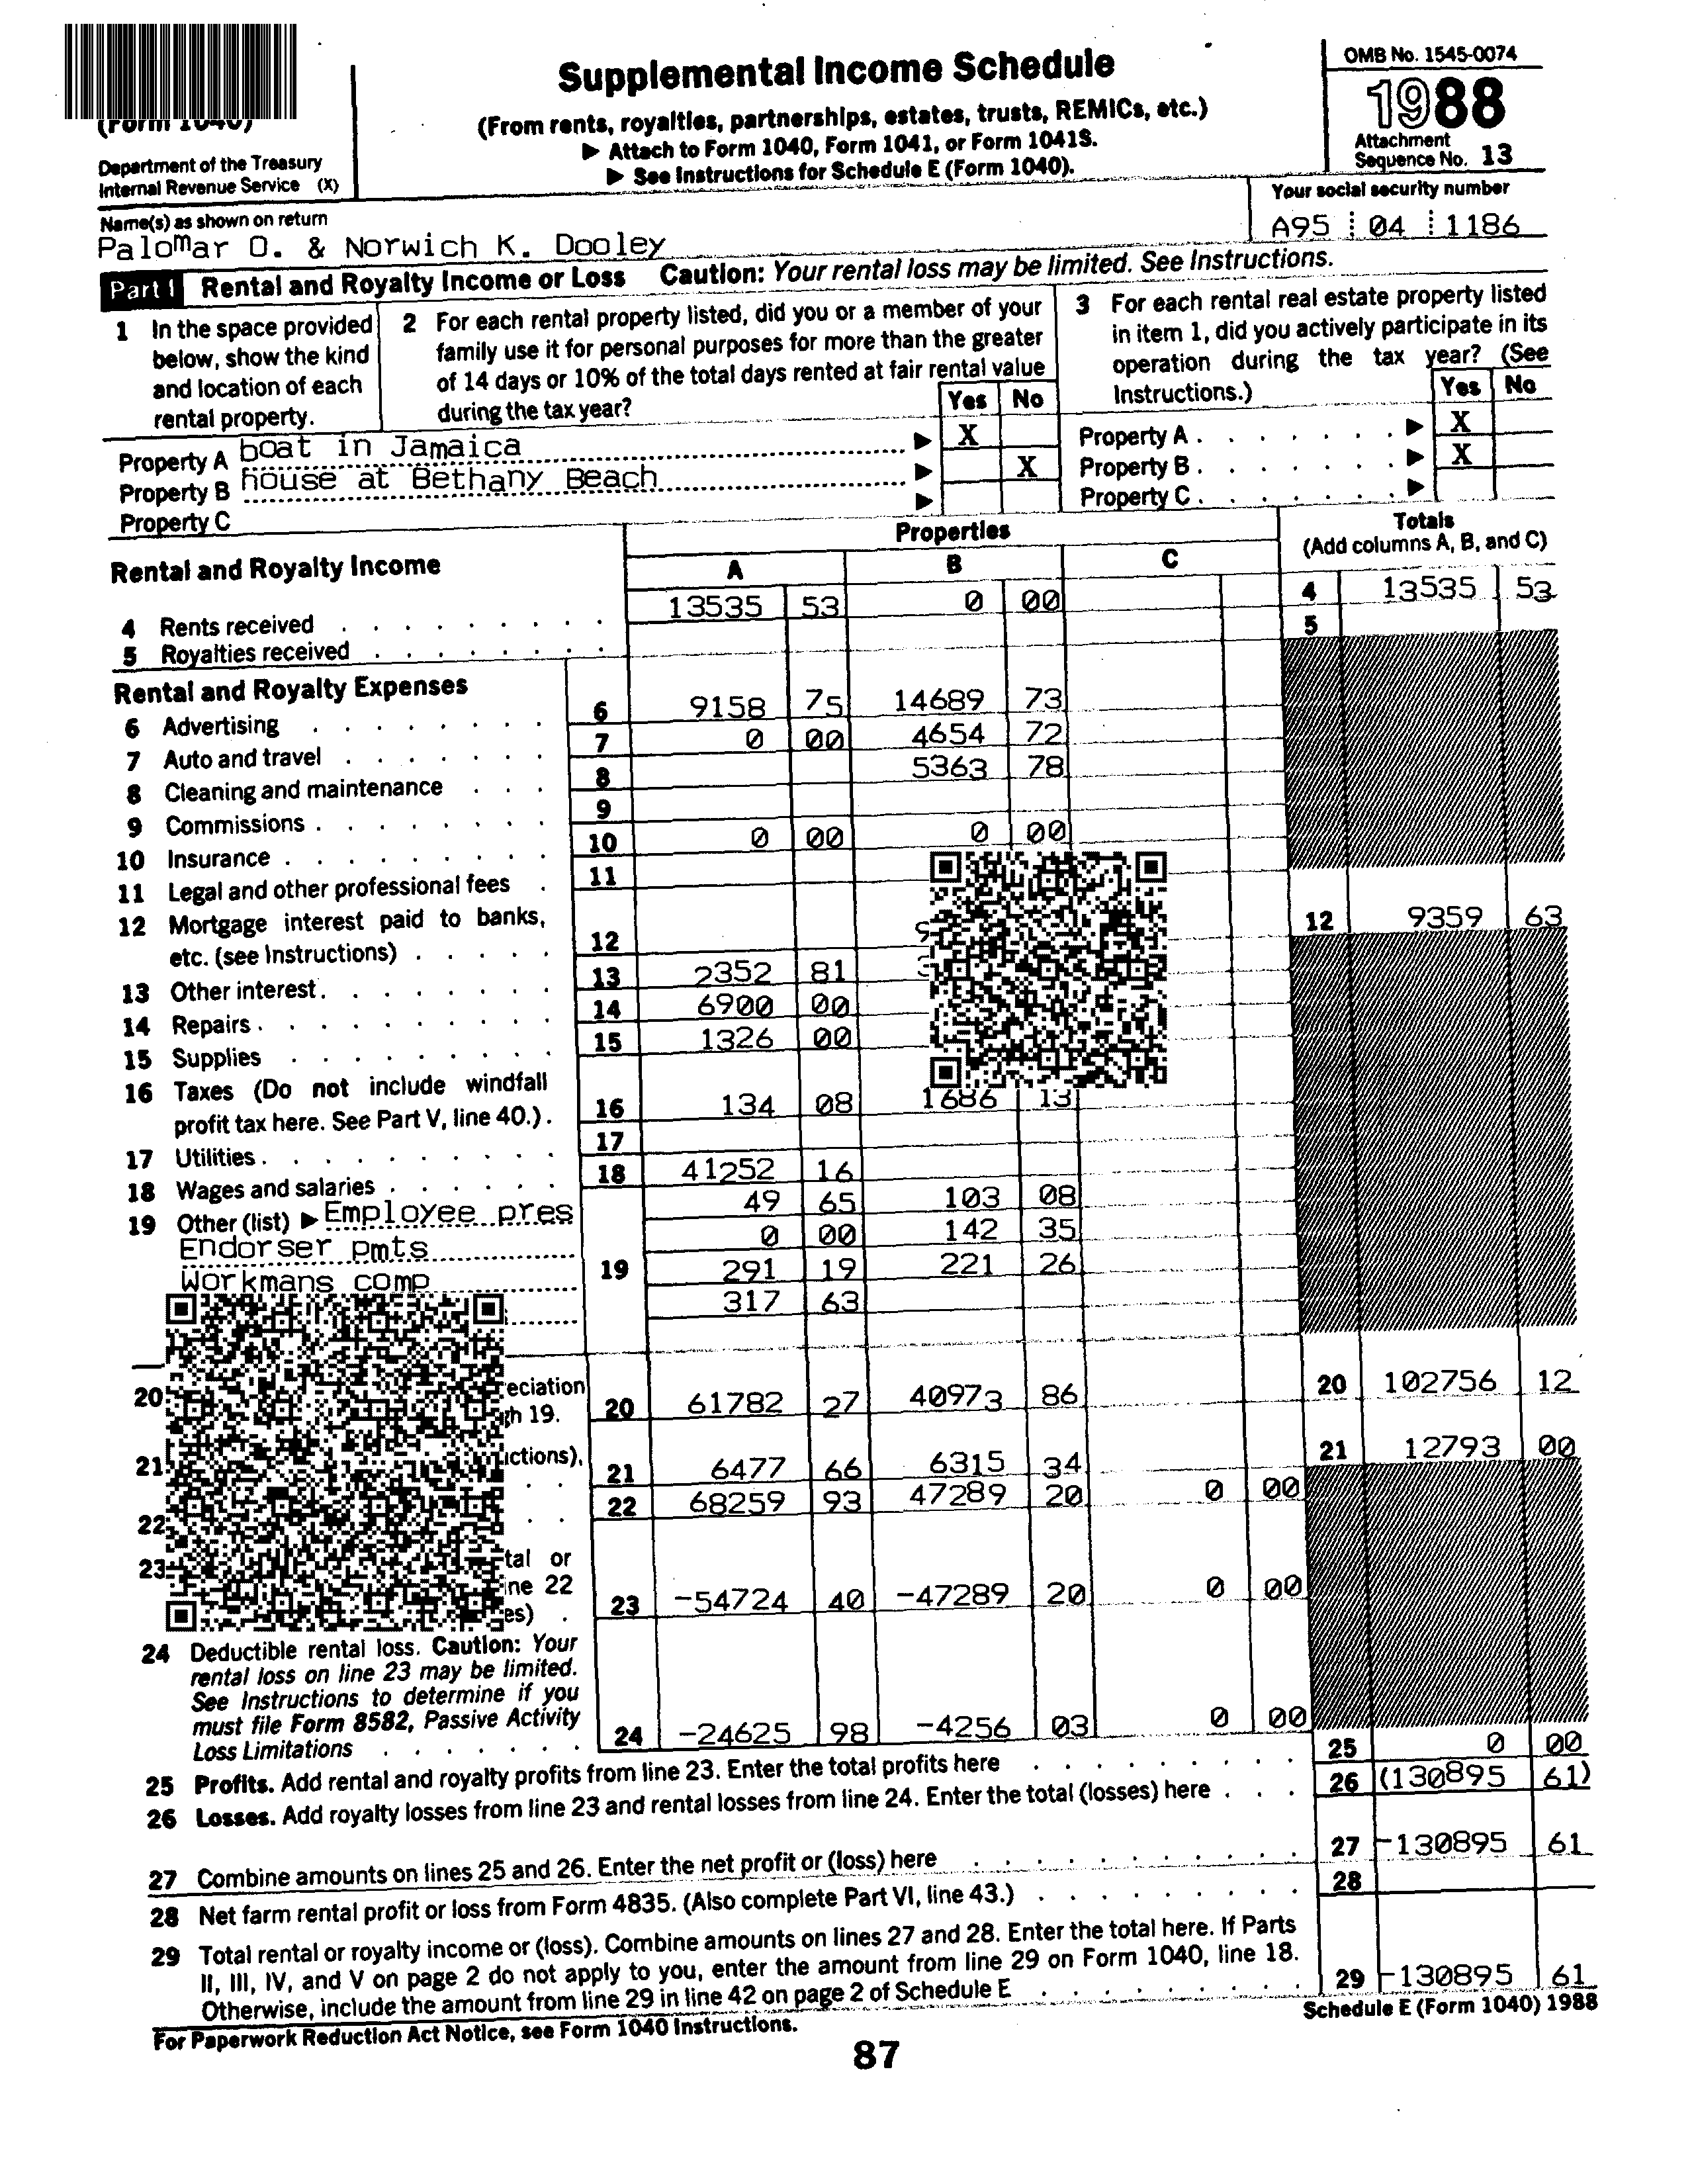 (Form 1040)
Department of the Treasury
Internal Revenue Service (X)
Supplemental Income Schedule
(From rents, royalties, partnerships, estates, trusts, REMICs, etc.)
▶ Attach to Form 1040, Form 1041, or Form 1041S.
▶ See Instructions for Schedule E (Form 1040).
OMB No. 1545-0074
1988
Attachment
Sequence No. 13
Name(s) as shown on return
Palomar O. & Norwich K. Dooley
Your social security number
A95 04 1186
Part I Rental and Royalty Income or Loss Caution: Your rental loss may be limited. See Instructions.
1 In the space provided
below, show the kind
and location of each
rental property.
2 For each rental property listed, did you or a member of your
family use it for personal purposes for more than the greater
of 14 days or 10% of the total days rented at fair rental value
during the tax year?
Yes No
3 For each rental real estate property listed
in item 1, did you actively participate in its
operation during the tax year? (See
Instructions.)
Yes No
Property A boat in Jamaica ▶ X Property A . . . . . . . ▶ X
Property B house at Bethany Beach ▶ X Property B . . . . . . . ▶ X
Property C ▶ Property C . . . . . . . ▶
Properties
Totals
(Add columns A, B, and C)
Rental and Royalty Income
A B C
4 Rents received 13535 53 0 00 4 13535 53
5 Royalties received 5
Rental and Royalty Expenses
6 Advertising 6 9158 75 14689 73
7 Auto and travel 7 0 00 4654 72
8 Cleaning and maintenance 8 5363 78
9 Commissions 9
10 Insurance 10 0 00 0 00
11 Legal and other professional fees 11
12 Mortgage interest paid to banks,
etc. (see Instructions) 12 12 9359 63
13 Other interest 13 2352 81
14 Repairs 14 6900 00
15 Supplies 15 1326 00
16 Taxes (Do not include windfall
profit tax here. See Part V, line 40.) 16 134 08 1686 13
17 Utilities 17
18 Wages and salaries 18 41252 16
19 Other (list) ▶ Employee pres 49 65 103 08
Endorser pmts 0 00 142 35
Workmans comp 19 291 19 221 26
317 63
20 eciation
19. 20 61782 27 40973 86 20 102756 12
21 ctions), 21 6477 66 6315 34 21 12793 00
22 22 68259 93 47289 20 0 00
23 or
22
23 -54724 40 -47289 20 0 00
24 Deductible rental loss. Caution: Your
rental loss on line 23 may be limited.
See Instructions to determine if you
must file Form 8582, Passive Activity
Loss Limitations 24 -24625 98 -4256 03 0 00
25 Profits. Add rental and royalty profits from line 23. Enter the total profits here 25 0 00
26 Losses. Add royalty losses from line 23 and rental losses from line 24. Enter the total (losses) here 26 (130895 61)
27 Combine amounts on lines 25 and 26. Enter the net profit or (loss) here 27 -130895 61
28 Net farm rental profit or loss from Form 4835. (Also complete Part VI, line 43.) 28
29 Total rental or royalty income or (loss). Combine amounts on lines 27 and 28. Enter the total here. If Parts
II, III, IV, and V on page 2 do not apply to you, enter the amount from line 29 on Form 1040, line 18.
Otherwise, include the amount from line 29 in line 42 on page 2 of Schedule E 29 -130895 61
For Paperwork Reduction Act Notice, see Form 1040 Instructions.
Schedule E (Form 1040) 1988
87